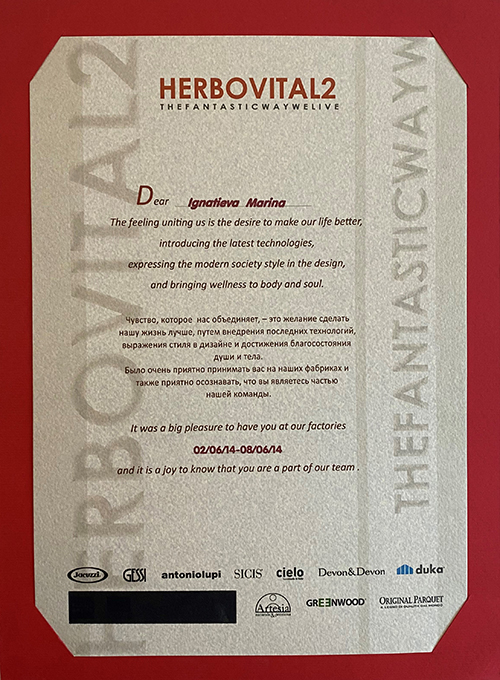 HERBOVITAL2
THEFANTASTICWAYWELIVE
Dear Ignatieva Marina
The feeling uniting us is the desire to make our life better,
introducing the latest technologies,
expressing the modern society style in the design,
and bringing wellness to body and soul.
Чувство, которое нас объединяет, – это желание сделать
нашу жизнь лучше, путем внедрения последних технологий,
выражения стиля в дизайне и достижения благосостояния
души и тела.
Было очень приятно принимать вас на наших фабриках и
также приятно осознавать, что вы являетесь частью
нашей команды.
It was a big pleasure to have you at our factories
02/06/14-08/06/14
and it is a joy to know that you are a part of our team .
Jacuzzi GESSI antoniolupi SICIS cielo Devon&Devon duka
Artesia GREENWOOD ORIGINAL PARQUET
IL LEGNO DI QUALITÀ DAL MONDO
HERBOVITAL2
THEFANTASTICWAYW